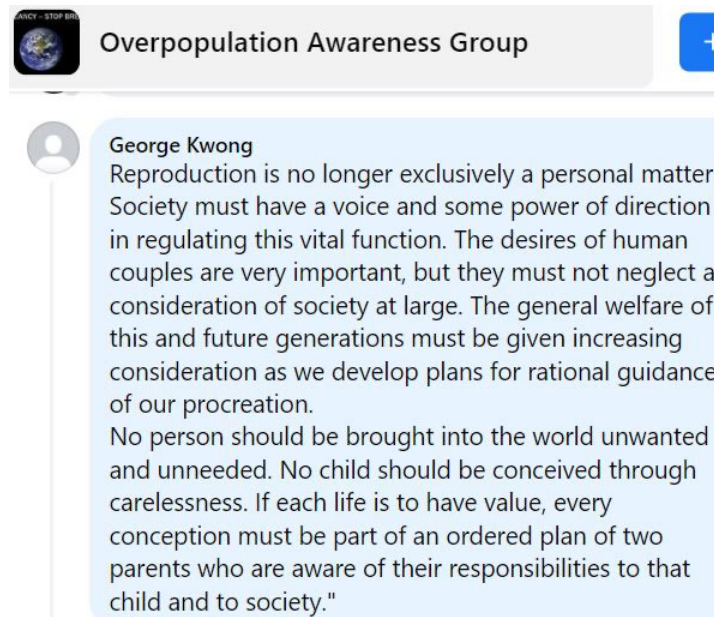 ANCY – STOP BRE
Overpopulation Awareness Group
+
George Kwong
Reproduction is no longer exclusively a personal matter
Society must have a voice and some power of direction
in regulating this vital function. The desires of human
couples are very important, but they must not neglect a
consideration of society at large. The general welfare of
this and future generations must be given increasing
consideration as we develop plans for rational guidance
of our procreation.
No person should be brought into the world unwanted
and unneeded. No child should be conceived through
carelessness. If each life is to have value, every
conception must be part of an ordered plan of two
parents who are aware of their responsibilities to that
child and to society."